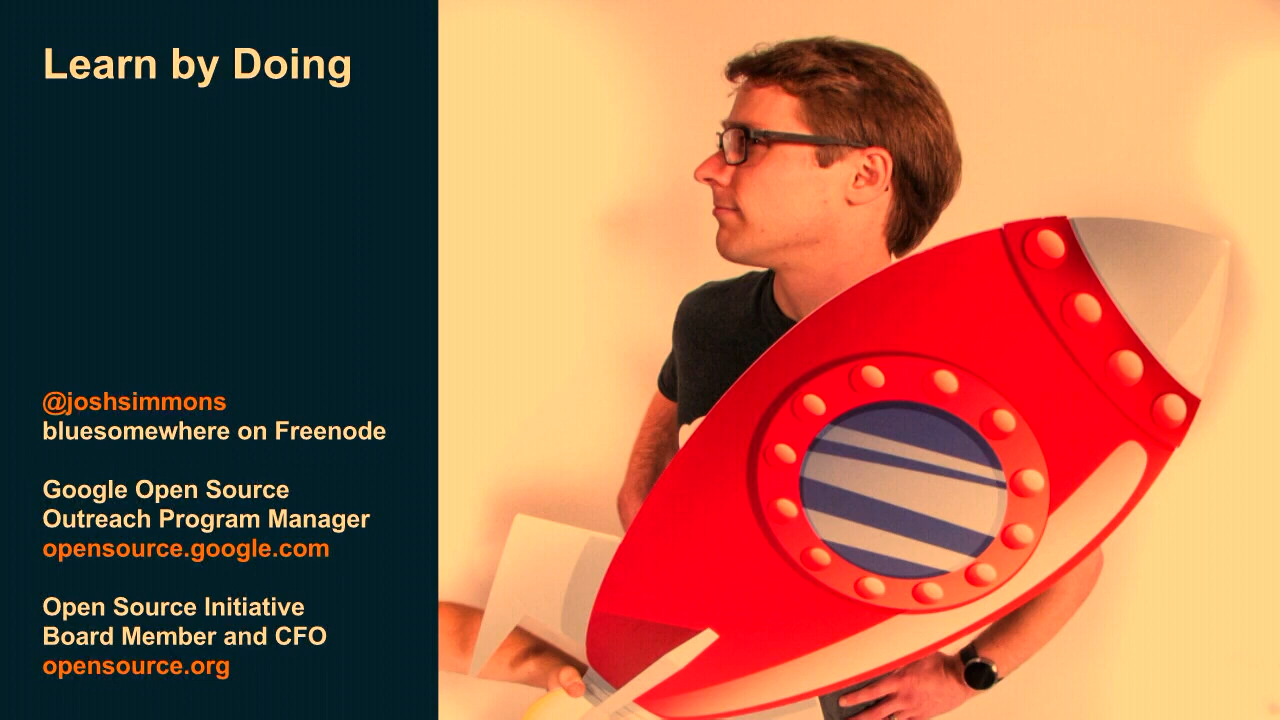 Learn by Doing
@joshsimmons
bluesomewhere on Freenode
Google Open Source
Outreach Program Manager
opensource.google.com
Open Source Initiative
Board Member and CFO
opensource.org